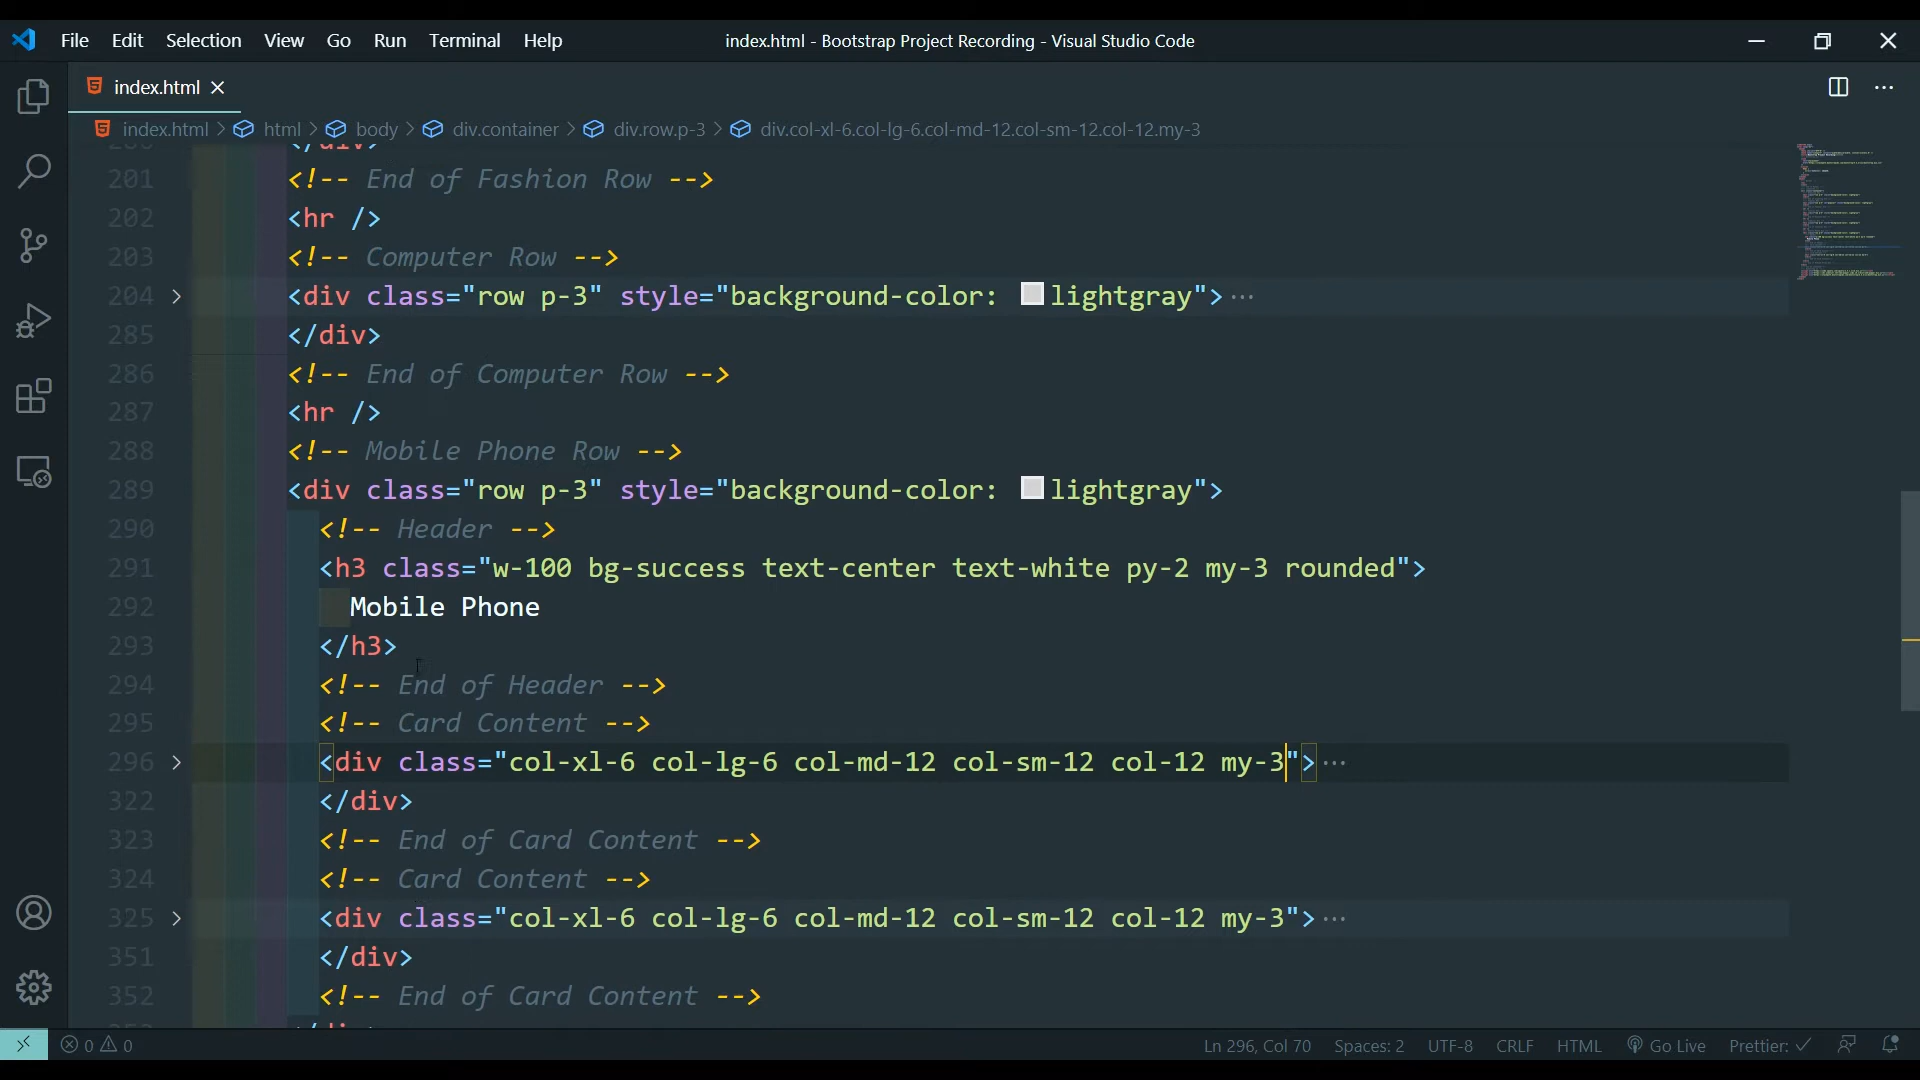 File Edit Selection View Go Run Terminal Help index.html - Bootstrap Project Recording - Visual Studio Code
index.html
index.html > html > body > div.container > div.row.p-3 > div.col-xl-6.col-lg-6.col-md-12.col-sm-12.col-12.my-3
201 <!-- End of Fashion Row -->
202 <hr />
203 <!-- Computer Row -->
204 <div class="row p-3" style="background-color: lightgray">···
285 </div>
286 <!-- End of Computer Row -->
287 <hr />
288 <!-- Mobile Phone Row -->
289 <div class="row p-3" style="background-color: lightgray">
290 <!-- Header -->
291 <h3 class="w-100 bg-success text-center text-white py-2 my-3 rounded">
292 Mobile Phone
293 </h3>
294 <!-- End of Header -->
295 <!-- Card Content -->
296 <div class="col-xl-6 col-lg-6 col-md-12 col-sm-12 col-12 my-3">···
322 </div>
323 <!-- End of Card Content -->
324 <!-- Card Content -->
325 <div class="col-xl-6 col-lg-6 col-md-12 col-sm-12 col-12 my-3">···
351 </div>
352 <!-- End of Card Content -->
0 0 Ln 296, Col 70 Spaces: 2 UTF-8 CRLF HTML Go Live Prettier: ✓